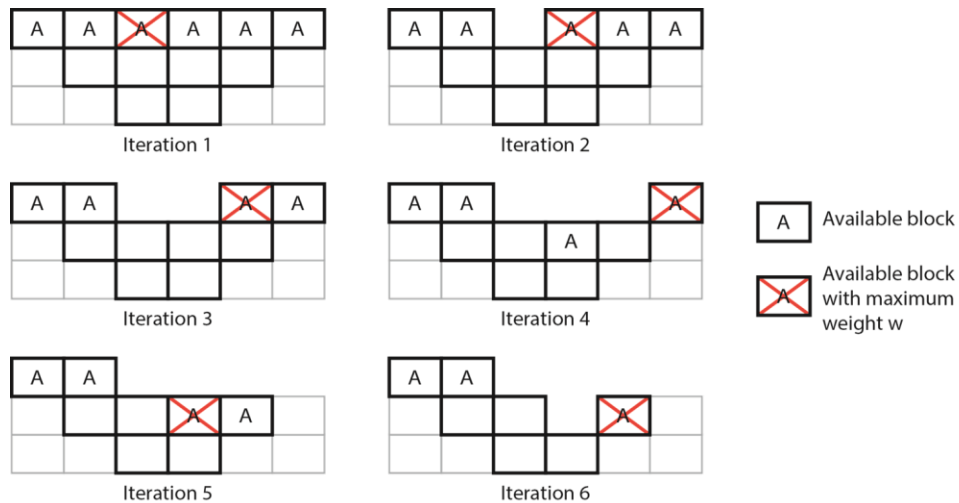 A A A A A A
A A A A A
Iteration 1
Iteration 2
A A A A
A A A
A
Iteration 3
Iteration 4
A Available block
A Available block
with maximum
weight w
A A
A A
A A
A
Iteration 5
Iteration 6